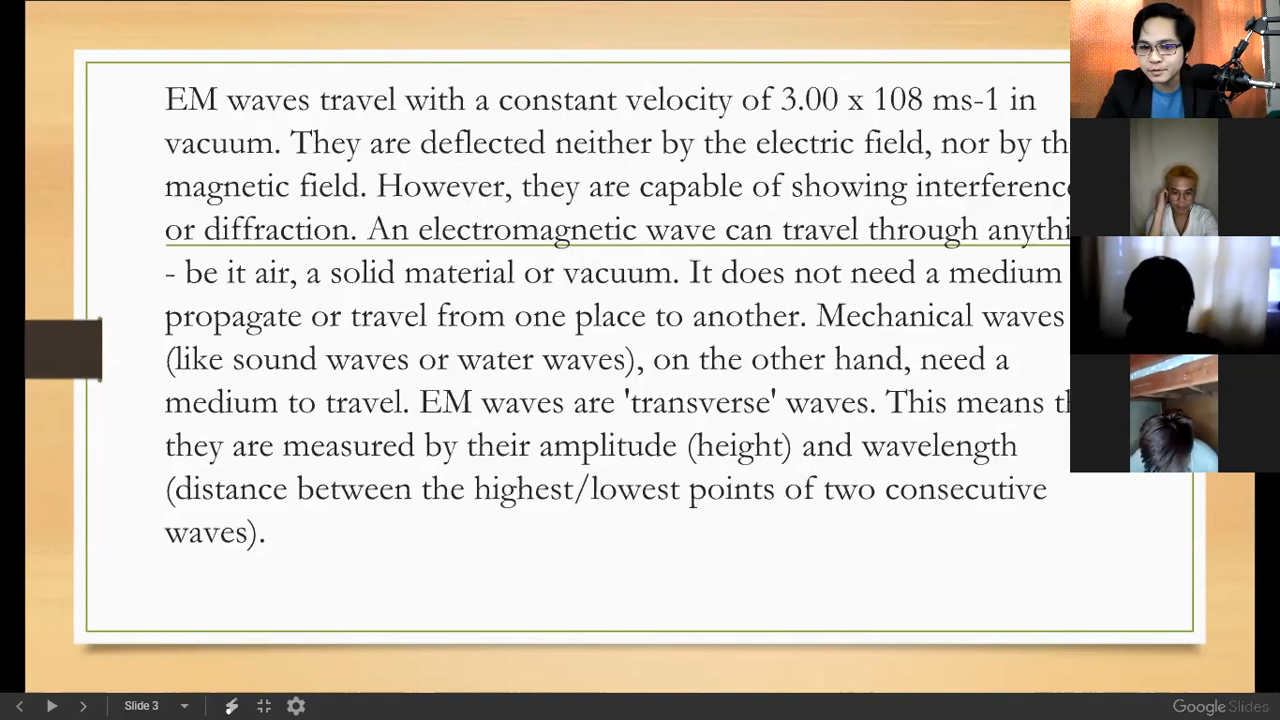 EM waves travel with a constant velocity of 3.00 x 108 ms-1 in
vacuum. They are deflected neither by the electric field, nor by
magnetic field. However, they are capable of showing
or diffraction. An electromagnetic wave can travel through
- be it air, a solid material or vacuum. It does not need a medium
propagate or travel from one place to another. Mechanical waves
(like sound waves or water waves), on the other hand, need a
medium to travel. EM waves are 'transverse' waves. This means
they are measured by their amplitude (height) and wavelength
(distance between the highest/lowest points of two consecutive
waves).
Slide 3
Google Slides